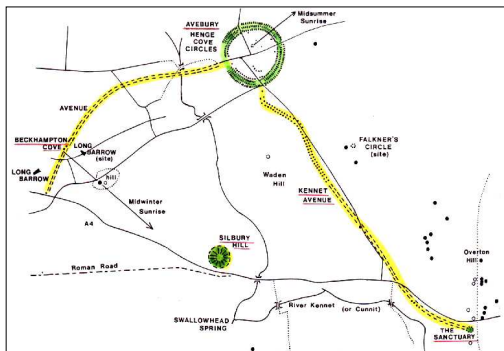 AVEBURY
HENGE
COVE
CIRCLES
Midsummer
Sunrise
AVENUE
BECKHAMPTON
COVE
LONG
BARROW
(site)
LONG
BARROW
hill
Midwinter
Sunrise
A4
FALKNER'S
CIRCLE
(site)
Waden
Hill
KENNET
AVENUE
SILBURY
HILL
Overton
Hill
Roman Road
River Kennet (or Cunnit)
SWALLOWHEAD
SPRING
THE
SANCTUARY